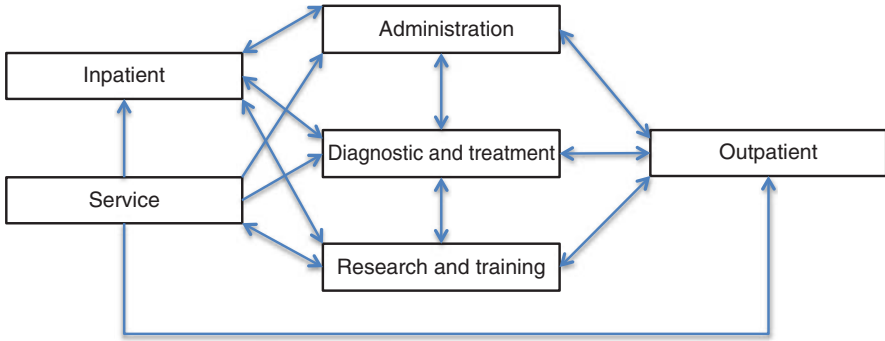 Administration
Inpatient
Diagnostic and treatment
Outpatient
Service
Research and training